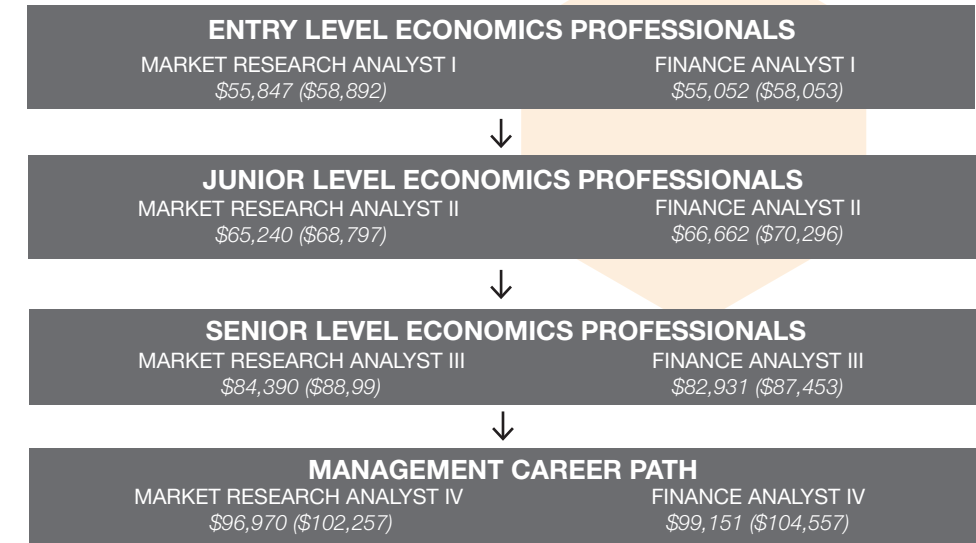 ENTRY LEVEL ECONOMICS PROFESSIONALS
MARKET RESEARCH ANALYST I FINANCE ANALYST I
$55,847 ($58,892) $55,052 ($58,053)
JUNIOR LEVEL ECONOMICS PROFESSIONALS
MARKET RESEARCH ANALYST II FINANCE ANALYST II
$65,240 ($68,797) $66,662 ($70,296)
SENIOR LEVEL ECONOMICS PROFESSIONALS
MARKET RESEARCH ANALYST III FINANCE ANALYST III
$84,390 ($88,99) $82,931 ($87,453)
MANAGEMENT CAREER PATH
MARKET RESEARCH ANALYST IV FINANCE ANALYST IV
$96,970 ($102,257) $99,151 ($104,557)